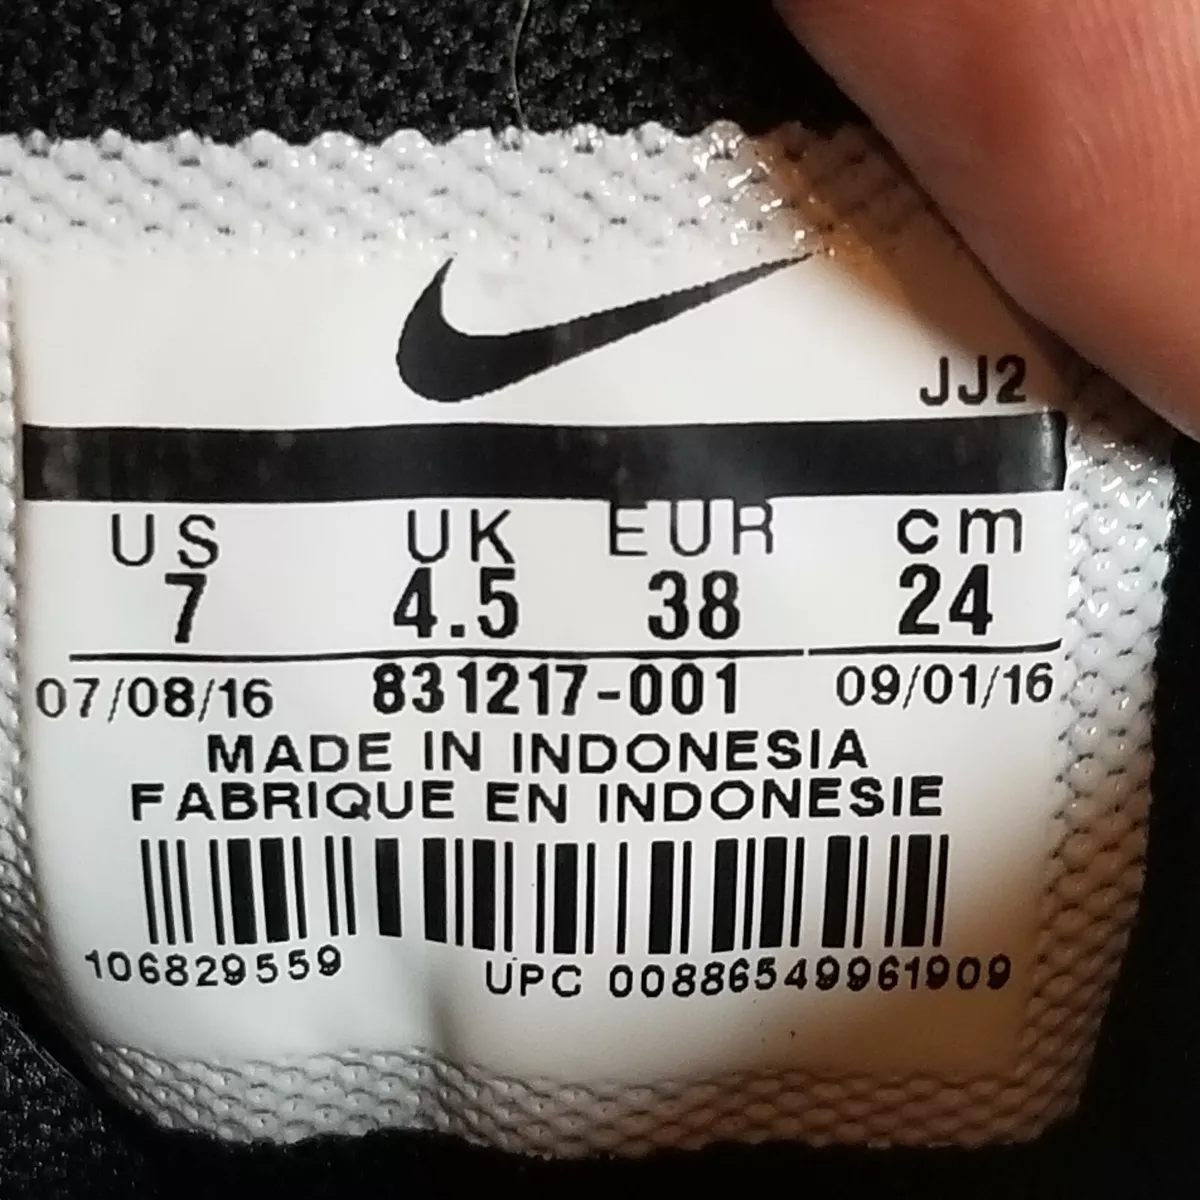 JJ2
US UK EUR cm
7 4.5 38 24
07/08/16 831217-001 09/01/16
MADE IN INDONESIA
FABRIQUE EN INDONESIE
106829559 UPC 00886549961909